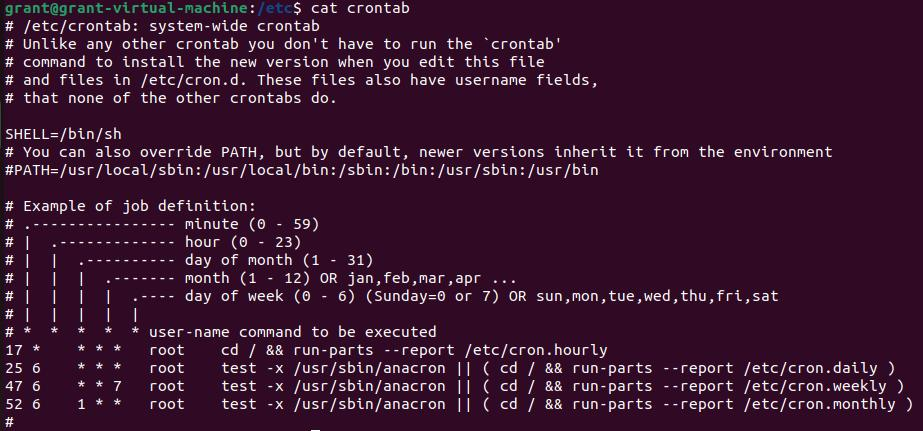 grant@grant-virtual-machine:/etc$ cat crontab
# /etc/crontab: system-wide crontab
# Unlike any other crontab you don't have to run the `crontab'
# command to install the new version when you edit this file
# and files in /etc/cron.d. These files also have username fields,
# that none of the other crontabs do.

SHELL=/bin/sh
# You can also override PATH, but by default, newer versions inherit it from the environment
#PATH=/usr/local/sbin:/usr/local/bin:/sbin:/bin:/usr/sbin:/usr/bin

# Example of job definition:
# .---------------- minute (0 - 59)
# |  .------------- hour (0 - 23)
# |  |  .---------- day of month (1 - 31)
# |  |  |  .------- month (1 - 12) OR jan,feb,mar,apr ...
# |  |  |  |  .---- day of week (0 - 6) (Sunday=0 or 7) OR sun,mon,tue,wed,thu,fri,sat
# |  |  |  |  |
# *  *  *  *  * user-name command to be executed
17 *    * * *   root    cd / && run-parts --report /etc/cron.hourly
25 6    * * *   root    test -x /usr/sbin/anacron || ( cd / && run-parts --report /etc/cron.daily )
47 6    * * 7   root    test -x /usr/sbin/anacron || ( cd / && run-parts --report /etc/cron.weekly )
52 6    1 * *   root    test -x /usr/sbin/anacron || ( cd / && run-parts --report /etc/cron.monthly )
#